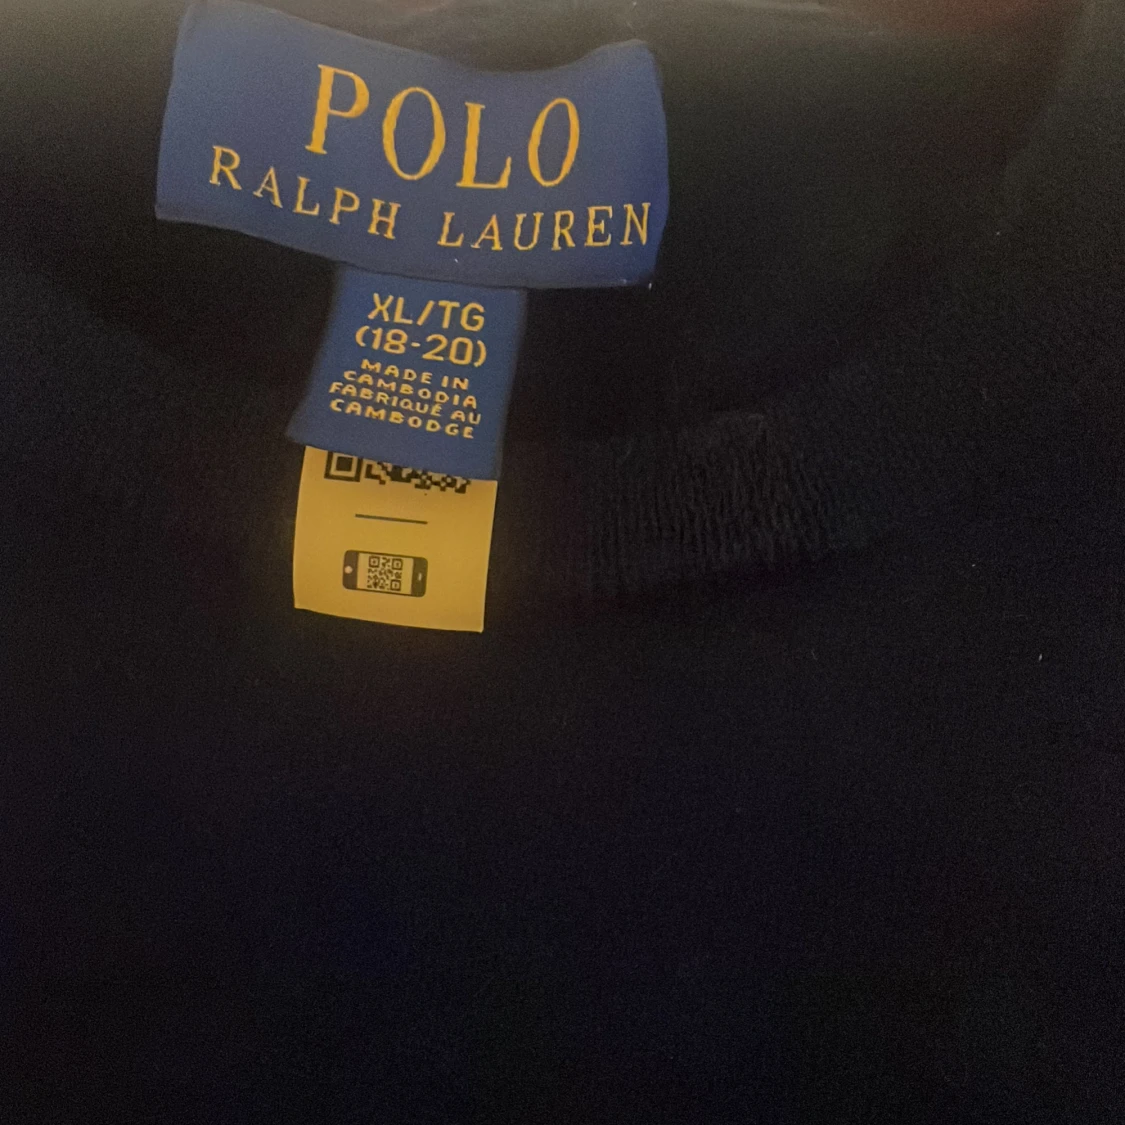 POLO
RALPH LAUREN
XL/TG
(18-20)
MADE IN
CAMBODIA
FABRIQUÉ AU
CAMBODGE